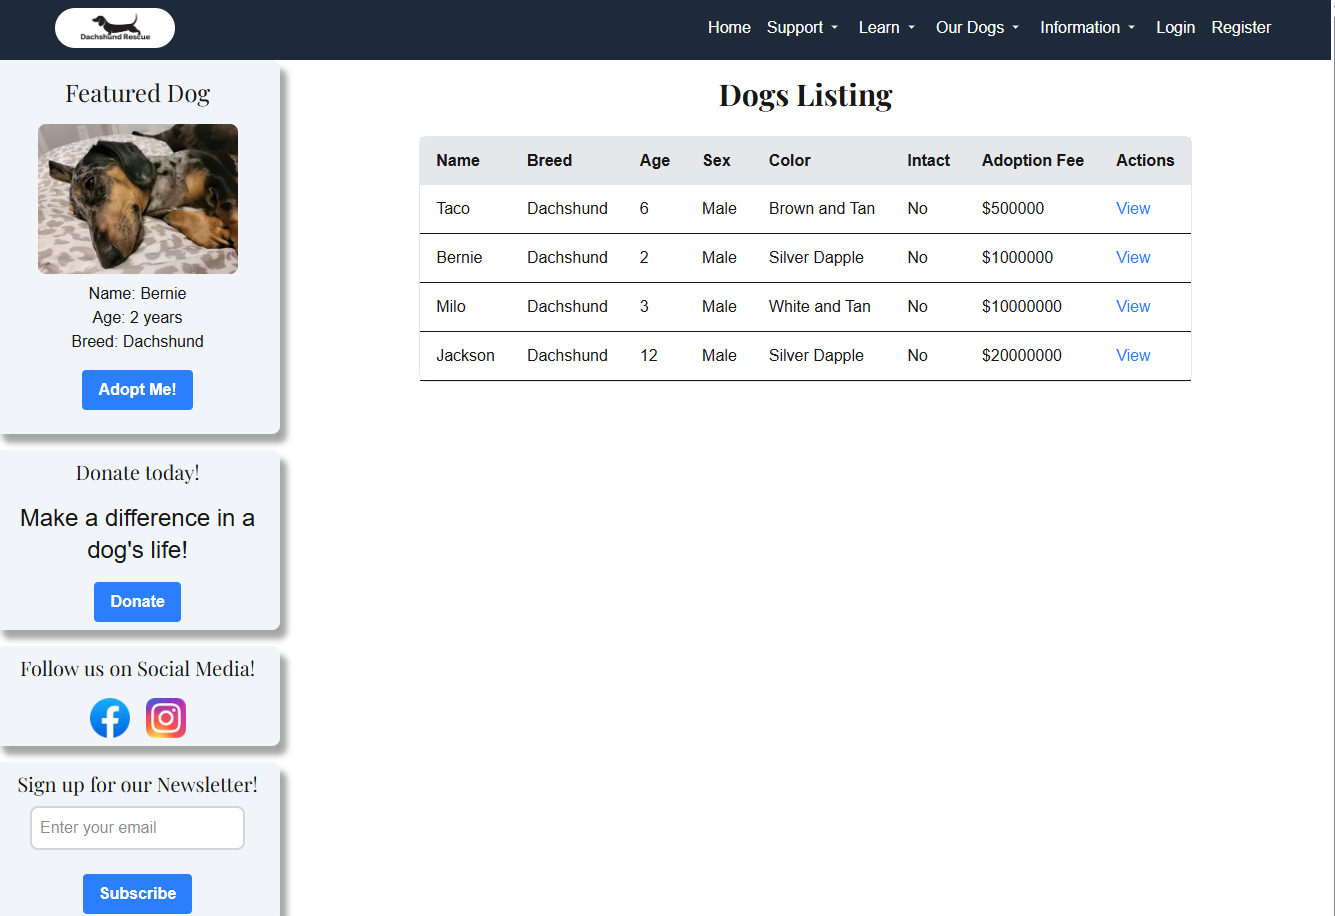 Dachshund Rescue
Home Support Learn Our Dogs Information Login Register
Featured Dog
Name: Bernie
Age: 2 years
Breed: Dachshund
Adopt Me!
Donate today!
Make a difference in a
dog's life!
Donate
Follow us on Social Media!
Sign up for our Newsletter!
Enter your email
Subscribe
Dogs Listing
Name Breed Age Sex Color Intact Adoption Fee Actions
Taco Dachshund 6 Male Brown and Tan No $500000 View
Bernie Dachshund 2 Male Silver Dapple No $1000000 View
Milo Dachshund 3 Male White and Tan No $10000000 View
Jackson Dachshund 12 Male Silver Dapple No $20000000 View